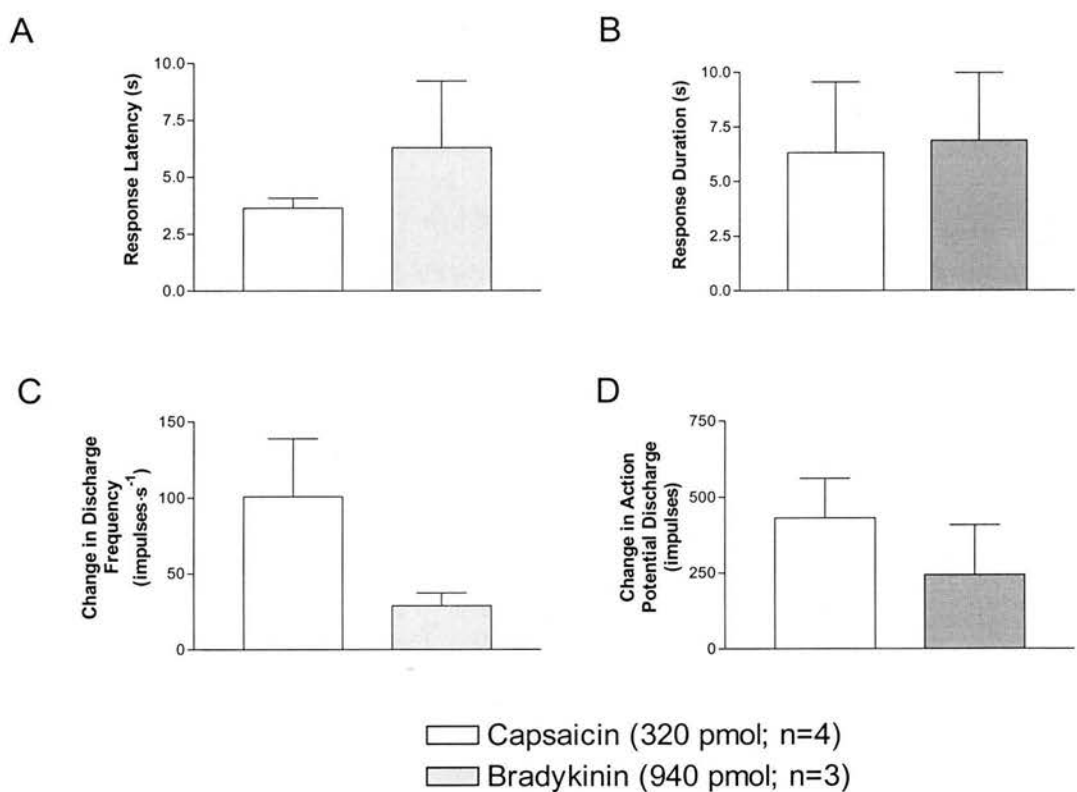 A
Response Latency (s)
10.0
7.5
5.0
2.5
0.0
B
Response Duration (s)
10.0
7.5
5.0
2.5
0.0
C
Change in Discharge
Frequency
(impulses·s⁻¹)
150
100
50
0
D
Change in Action
Potential Discharge
(impulses)
750
500
250
0
Capsaicin (320 pmol; n=4)
Bradykinin (940 pmol; n=3)